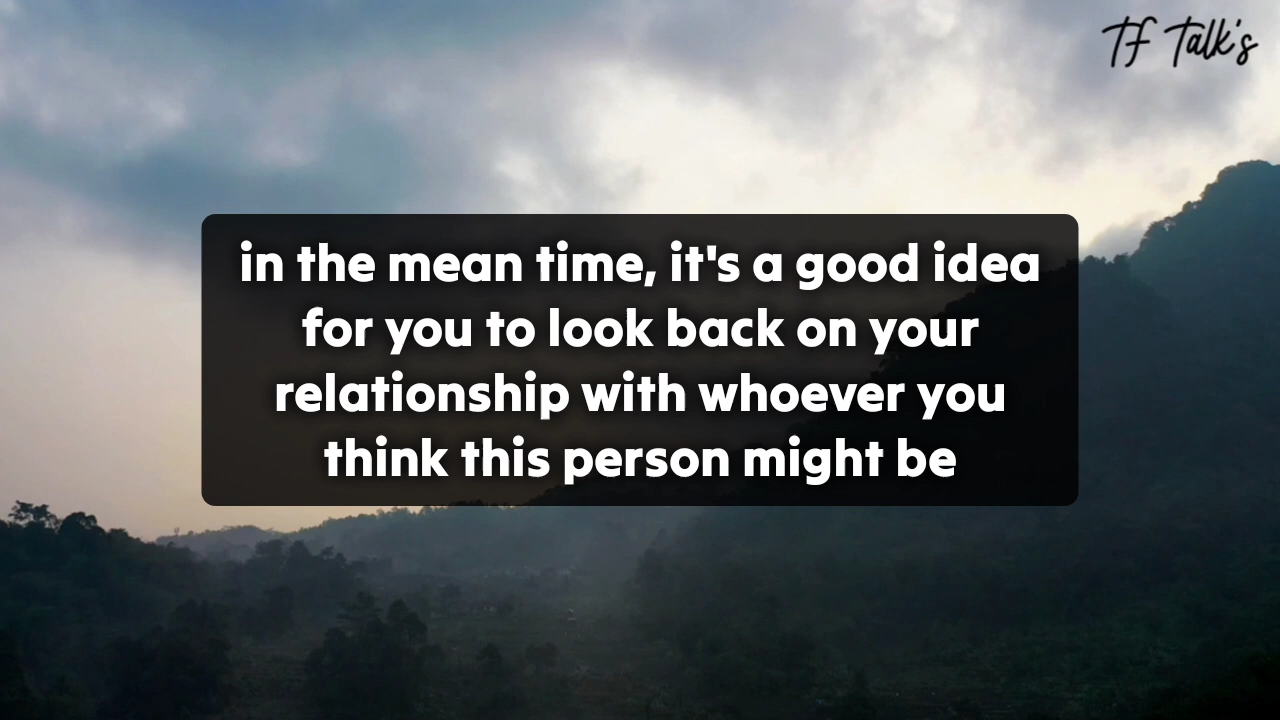 TF Talk's
in the mean time, it's a good idea
for you to look back on your
relationship with whoever you
think this person might be